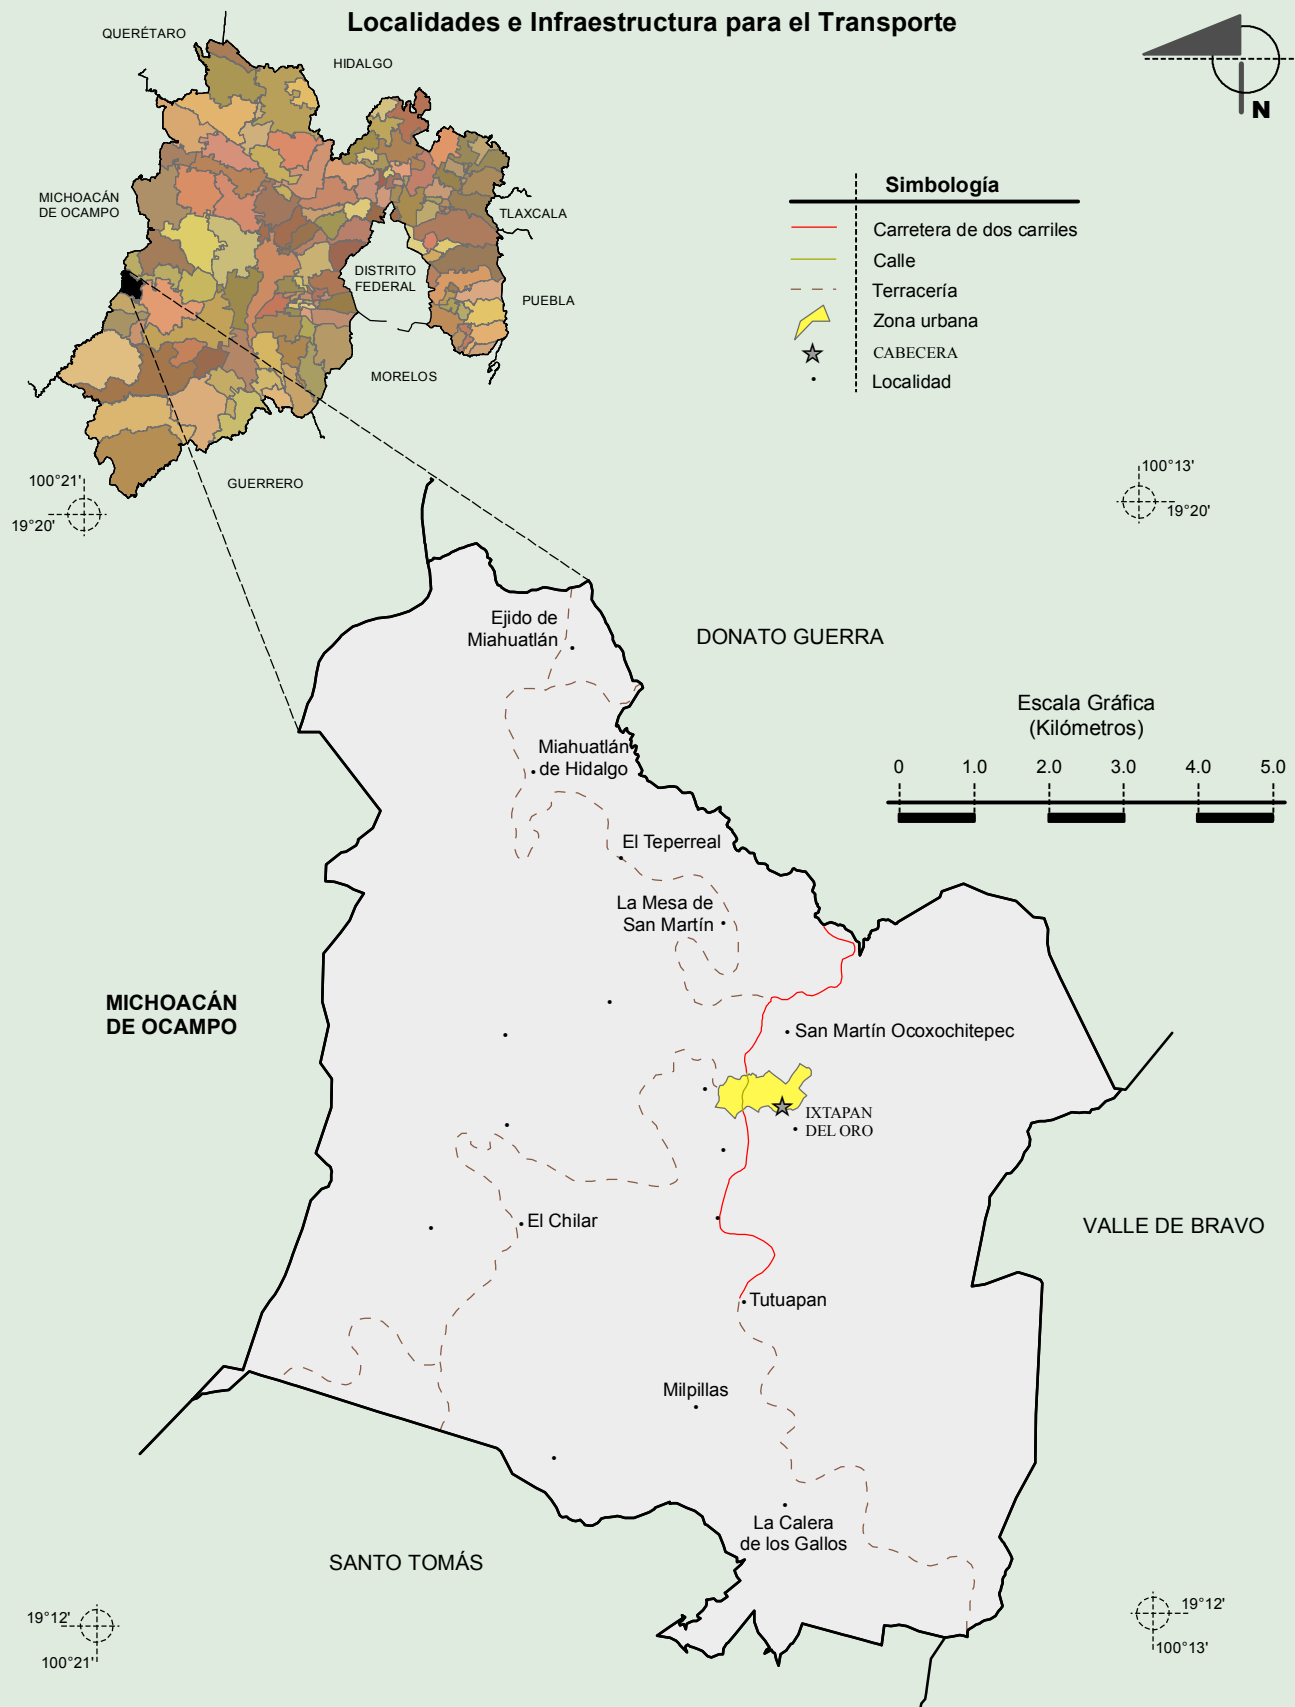 Localidades e Infraestructura para el Transporte
QUERÉTARO
HIDALGO
MICHOACÁN
DE OCAMPO
TLAXCALA
DISTRITO
FEDERAL
PUEBLA
MORELOS
GUERRERO
N
Simbología
Carretera de dos carriles
Calle
Terracería
Zona urbana
CABECERA
Localidad
100°21'
19°20'
100°13'
19°20'
Ejido de
Miahuatlán
DONATO GUERRA
Escala Gráfica
(Kilómetros)
0 1.0 2.0 3.0 4.0 5.0
Miahuatlán
de Hidalgo
El Teperreal
La Mesa de
San Martín
MICHOACÁN
DE OCAMPO
San Martín Ocoxochitepec
IXTAPAN
DEL ORO
El Chilar
VALLE DE BRAVO
Tutuapan
Milpillas
La Calera
de los Gallos
SANTO TOMÁS
19°12'
100°21'
19°12'
100°13'